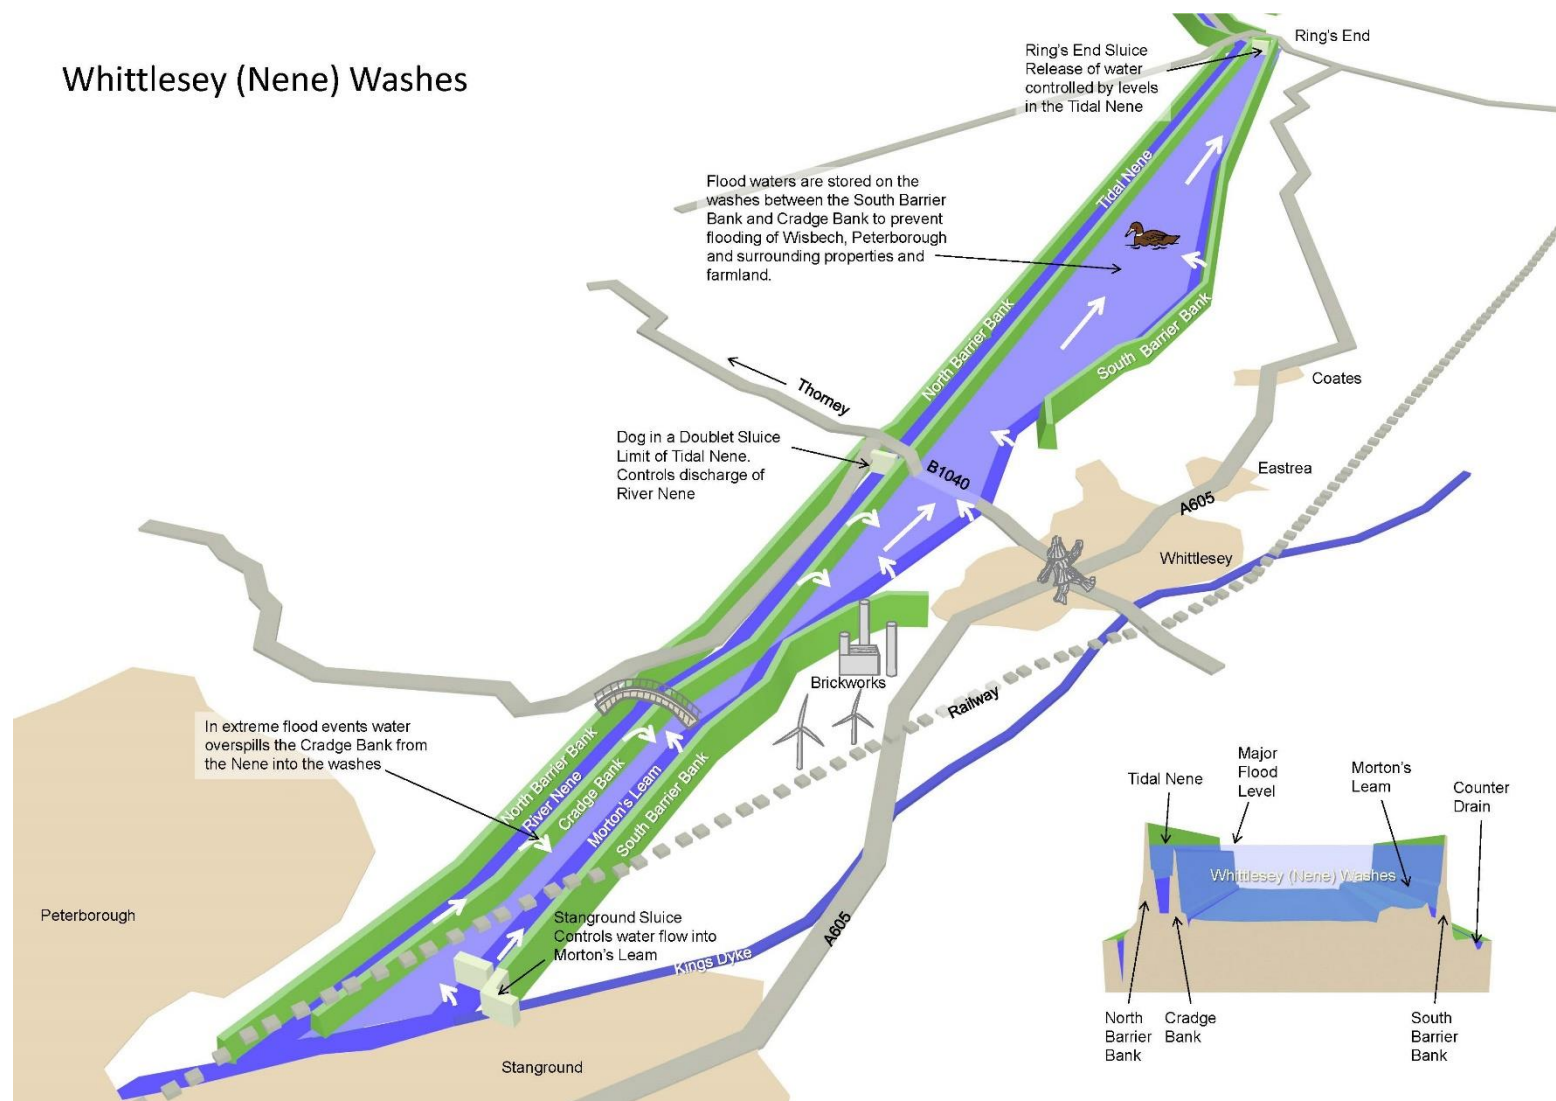 Whittlesey (Nene) Washes
Ring's End
Ring's End Sluice
Release of water
controlled by levels
in the Tidal Nene
Tidal Nene
Flood waters are stored on the
washes between the South Barrier
Bank and Cradge Bank to prevent
flooding of Wisbech, Peterborough
and surrounding properties and
farmland.
North Barrier Bank
South Barrier Bank
Thorney
Coates
Dog in a Doublet Sluice
Limit of Tidal Nene.
Controls discharge of
River Nene
B1040
Eastrea
A605
Whittlesey
Brickworks
Railway
In extreme flood events water
overspills the Cradge Bank from
the Nene into the washes
North Barrier Bank
River Nene
Cradge Bank
Morton's Leam
South Barrier Bank
Peterborough
Stanground Sluice
Controls water flow into
Morton's Leam
Kings Dyke
A605
Stanground
Tidal Nene
Major
Flood
Level
Morton's
Leam
Counter
Drain
Whittlesey (Nene) Washes
North
Barrier
Bank
Cradge
Bank
South
Barrier
Bank